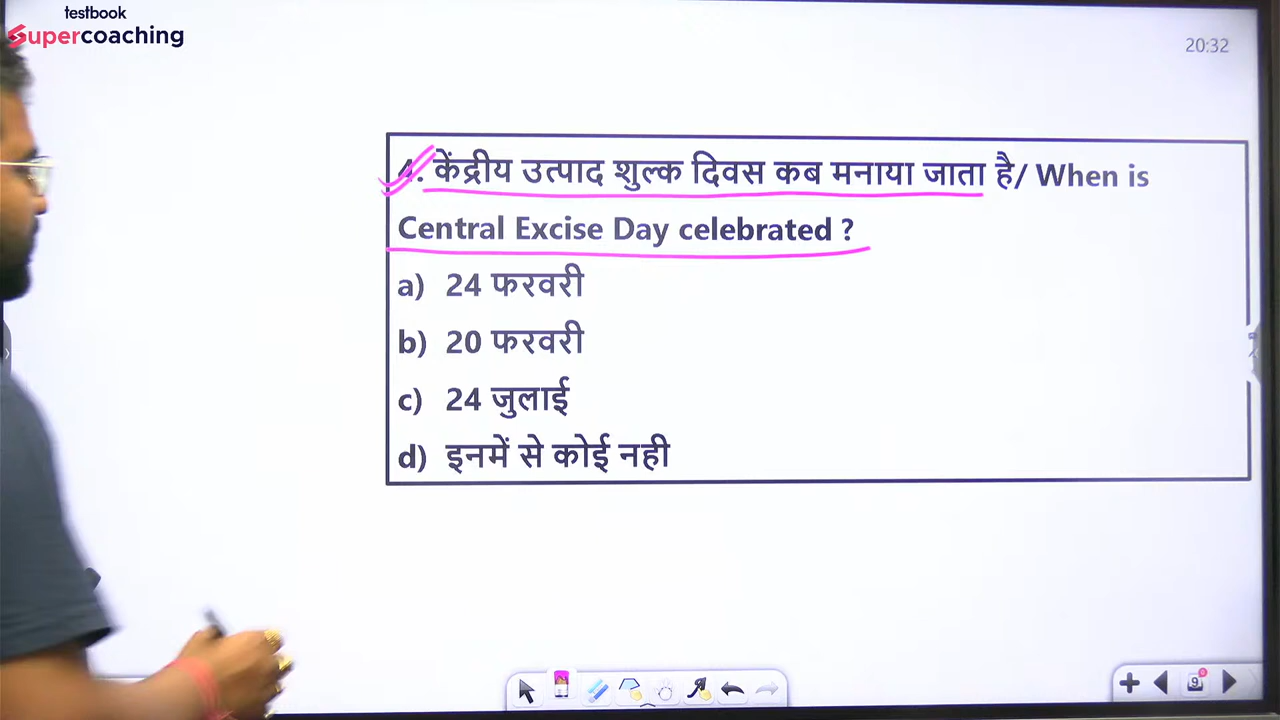 testbook
Supercoaching
20:32
4. केंद्रीय उत्पाद शुल्क दिवस कब मनाया जाता है/ When is
Central Excise Day celebrated ?
a) 24 फरवरी
b) 20 फरवरी
c) 24 जुलाई
d) इनमें से कोई नही
9